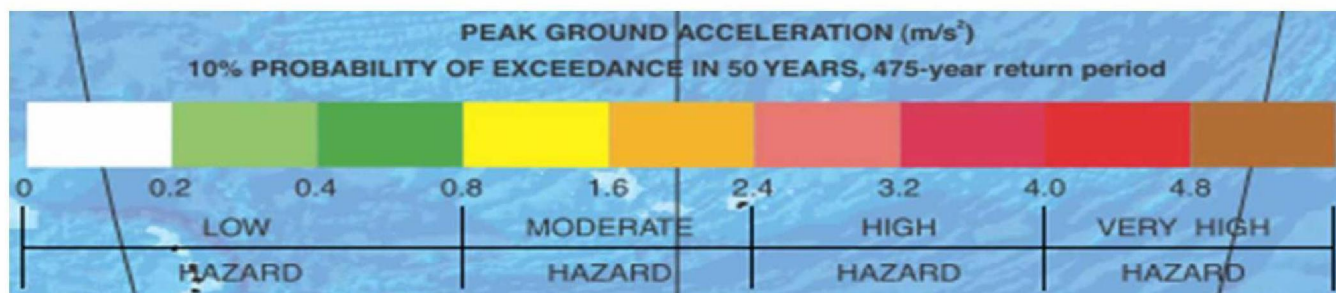 PEAK GROUND ACCELERATION (m/s²)
10% PROBABILITY OF EXCEEDANCE IN 50 YEARS, 475-year return period
0 0.2 0.4 0.8 1.6 2.4 3.2 4.0 4.8
LOW MODERATE HIGH VERY HIGH
HAZARD HAZARD HAZARD HAZARD